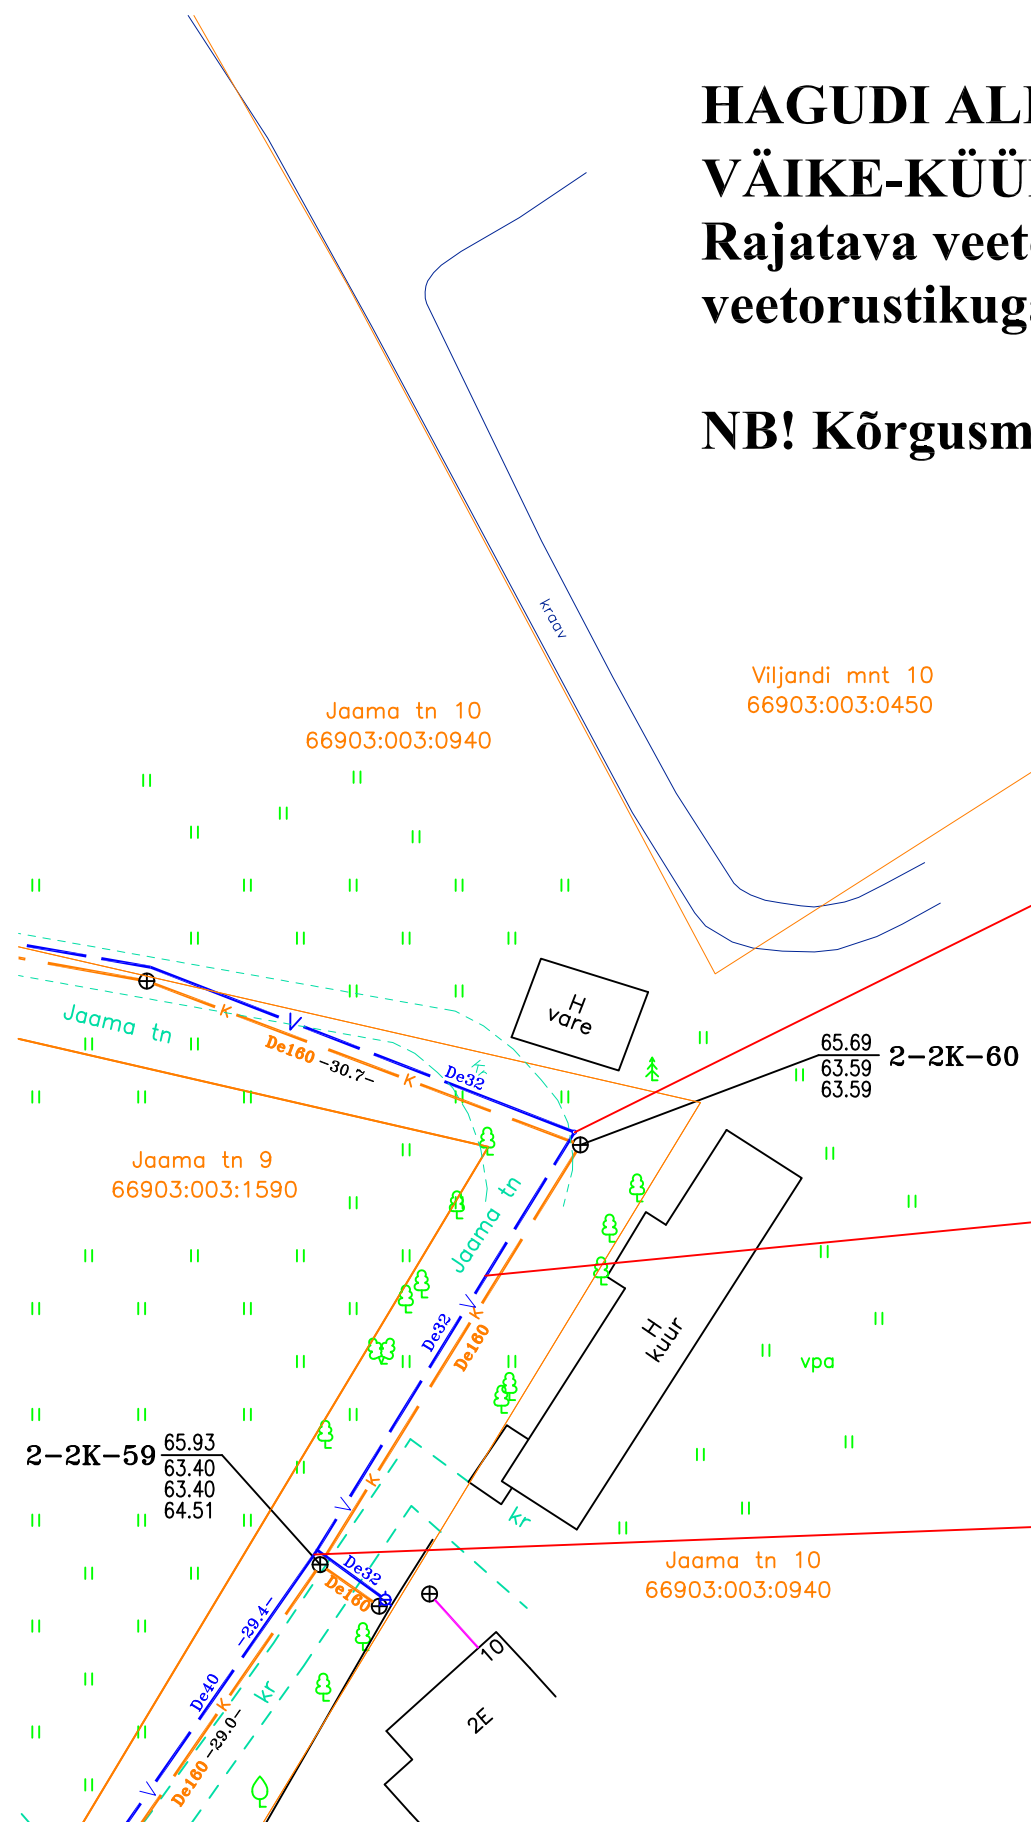 HAGUDI AL
VÄIKE-KÜÜ
Rajatava veet
veetorustikug
NB! Kõrgusm
kraav
Viljandi mnt 10
66903:003:0450
Jaama tn 10
66903:003:0940
H
vare
Jaama tn
K
V
De160
-30.7-
K
De32
kr
65.69
63.59
63.59
2-2K-60
Jaama tn 9
66903:003:1590
Jaama tn
V
K
De32
De160
H
kuur
vpa
2-2K-59
65.93
63.40
63.40
64.51
K
V
kr
De32
De160
Jaama tn 10
66903:003:0940
-29.4-
10
De40
K
kr
2E
-29.0-
V
De160